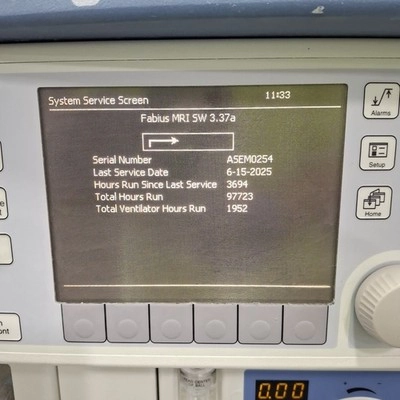 System Service Screen 11:33
Fabius MRI SW 3.37a
Serial Number ASEM0254
Last Service Date 6-15-2025
Hours Run Since Last Service 3694
Total Hours Run 97723
Total Ventilator Hours Run 1952
Alarms
Setup
Home
0.00